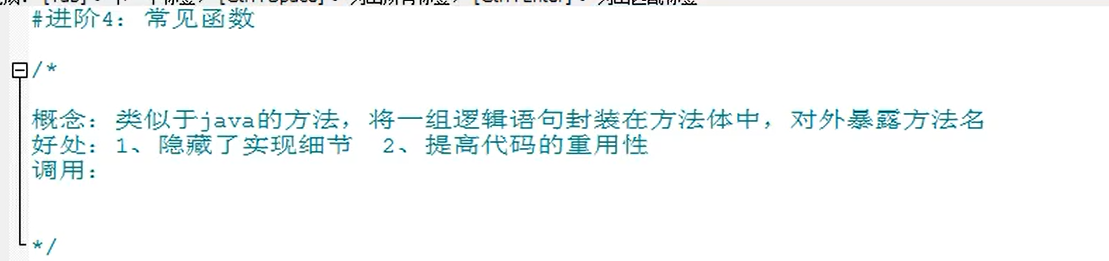 #进阶4：常见函数
/*
概念：类似于java的方法，将一组逻辑语句封装在方法体中，对外暴露方法名
好处：1、隐藏了实现细节 2、提高代码的重用性
调用：
*/